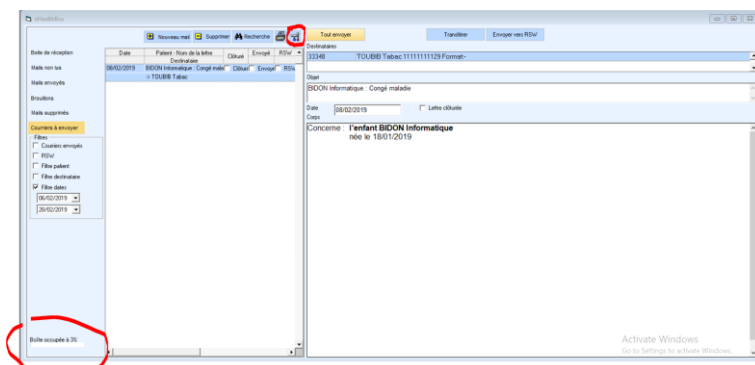 eHealthBox
Nouveau mail Supprimer Recherche
Tout envoyer Transférer Envoyer vers RSW
Boite de réception
Mails non lus
Mails envoyés
Brouillons
Mails supprimés
Courriers à envoyer
Filtres
Courriers envoyés
RSW
Filtre patient
Filtre destinataire
Filtre dates
06/02/2019
20/02/2019
Boîte occupée à 3%
Date Patient - Nom de la lettre Clôturé Envoyé RSW
Destinataire
08/02/2019 BIDON Informatique : Congé mala Clôtur Envoyé RSW
TOUBIB Tabac
Destinataires
33348 TOUBIB Tabac 11111111129 Format:-
Objet
BIDON Informatique : Congé maladie
Date 08/02/2019 Lettre clôturée
Corps
Concerne : l'enfant BIDON Informatique
née le 18/01/2019
Activate Windows
Go to Settings to activate Windows.